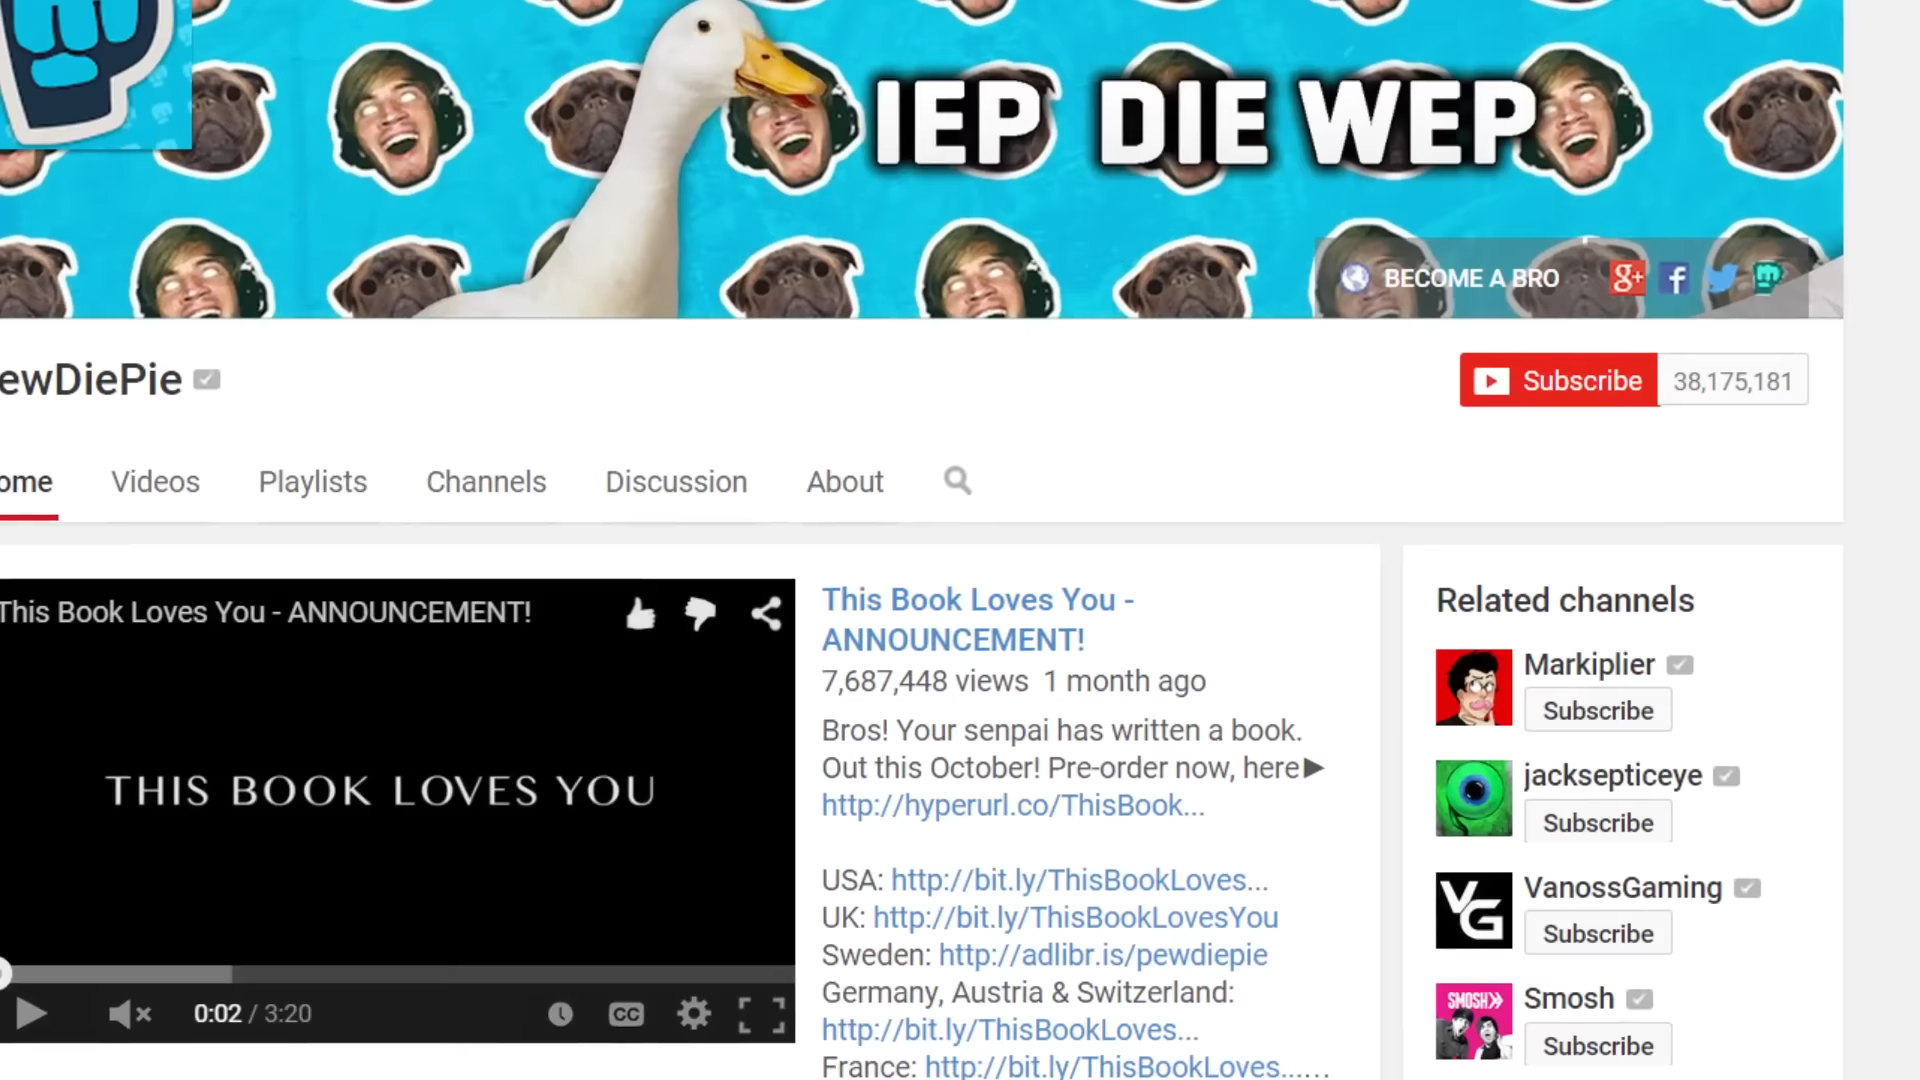 IEP DIE WEP
BECOME A BRO
g+ f
ewDiePie
Subscribe 38,175,181
ome Videos Playlists Channels Discussion About
This Book Loves You - ANNOUNCEMENT!
THIS BOOK LOVES YOU
0:02 / 3:20 CC
This Book Loves You -
ANNOUNCEMENT!
7,687,448 views 1 month ago
Bros! Your senpai has written a book.
Out this October! Pre-order now, here►
http://hyperurl.co/ThisBook...
USA: http://bit.ly/ThisBookLoves...
UK: http://bit.ly/ThisBookLovesYou
Sweden: http://adlibr.is/pewdiepie
Germany, Austria & Switzerland:
http://bit.ly/ThisBookLoves...
France: http://bit.ly/ThisBookLoves......
Related channels
Markiplier
Subscribe
jacksepticeye
Subscribe
VG
VanossGaming
Subscribe
SMOSH
Smosh
Subscribe